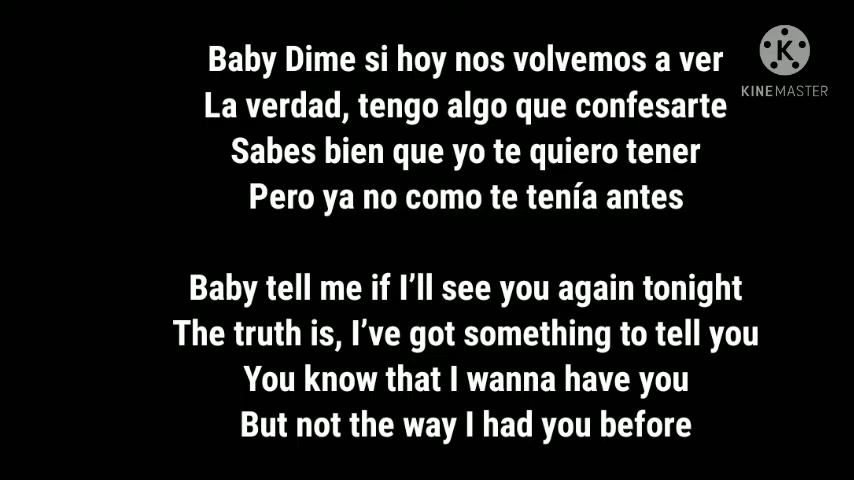 Baby Dime si hoy nos volvemos a ver
La verdad, tengo algo que confesarte
Sabes bien que yo te quiero tener
Pero ya no como te tenía antes
Baby tell me if I'll see you again tonight
The truth is, I've got something to tell you
You know that I wanna have you
But not the way I had you before
K
KINEMASTER